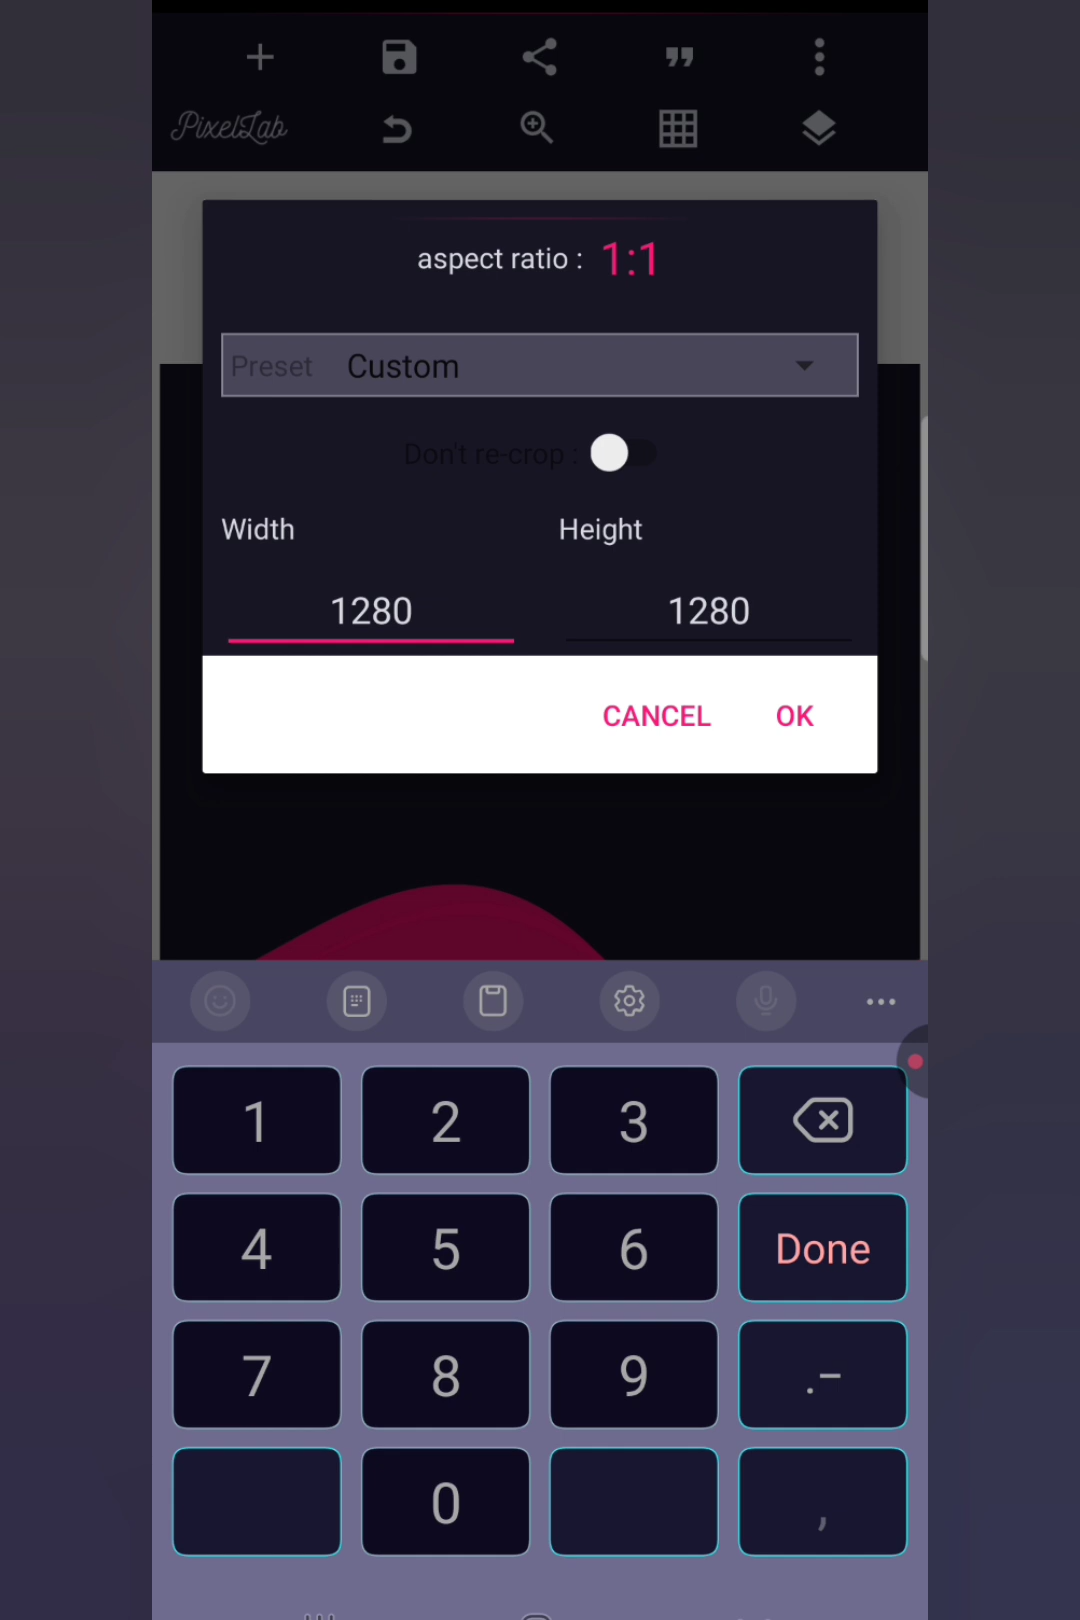 PixelLab
aspect ratio : 1:1
Preset Custom
Don't re-crop :
Width Height
1280 1280
CANCEL OK
1 2 3
4 5 6 Done
7 8 9 .-
0 ,